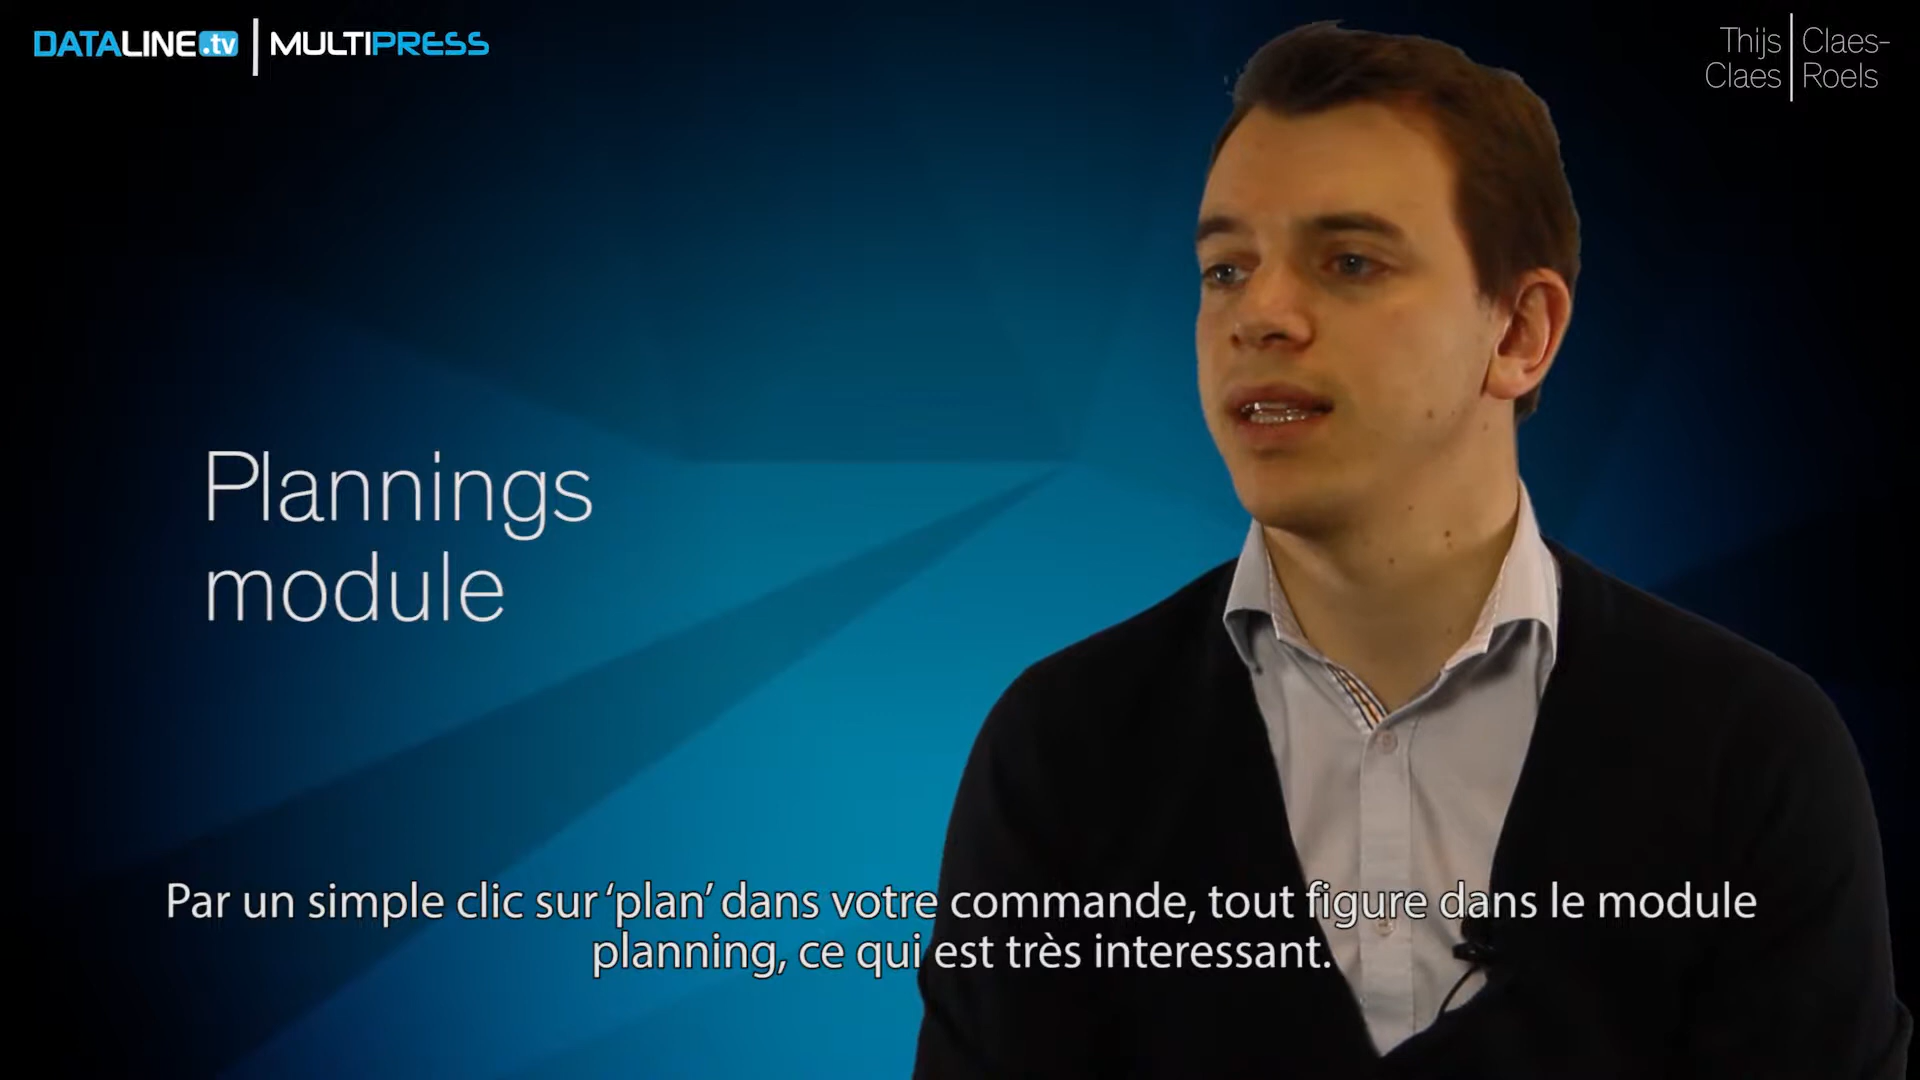 DATALINE.tv | MULTIPRESS
Thijs | Claes-
Claes | Roels
Plannings
module
Par un simple clic sur ‘plan’ dans votre commande, tout figure dans le module
planning, ce qui est très interessant.